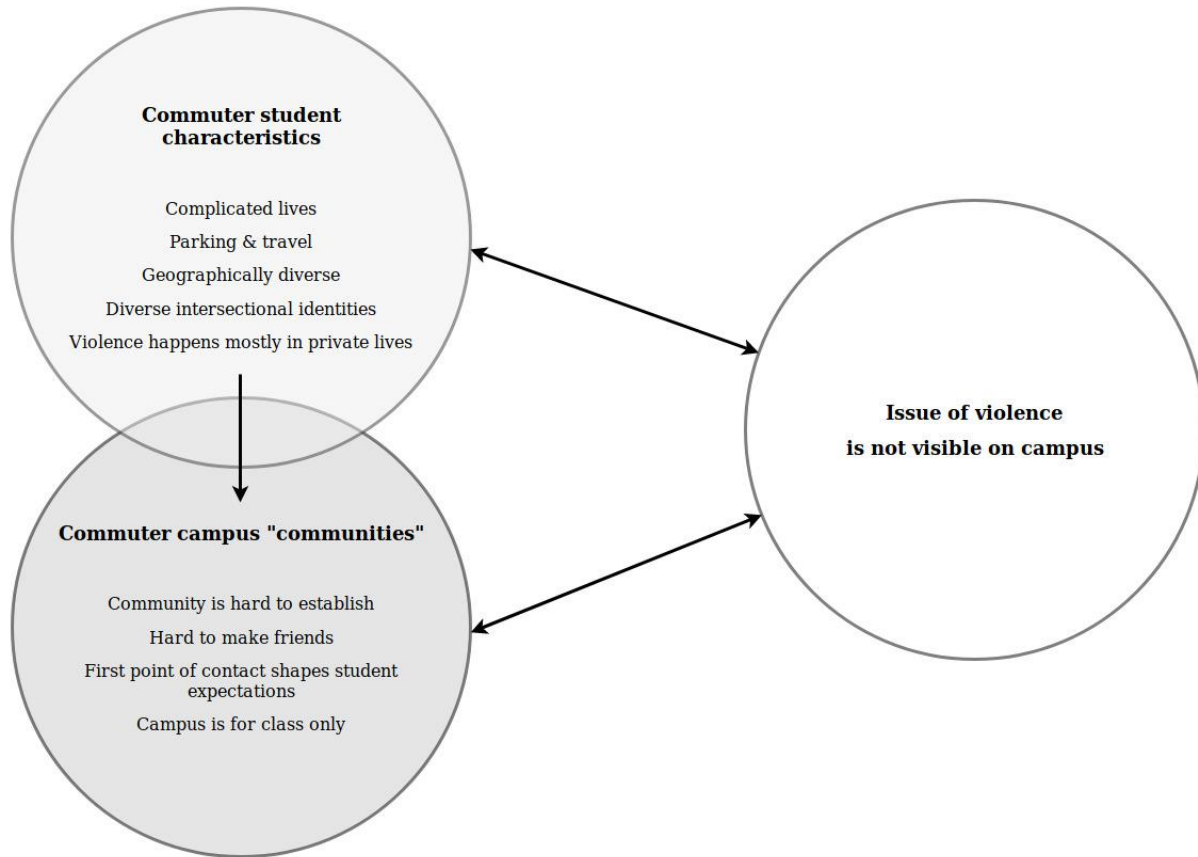 Commuter student
characteristics
Complicated lives
Parking & travel
Geographically diverse
Diverse intersectional identities
Violence happens mostly in private lives
Commuter campus "communities"
Community is hard to establish
Hard to make friends
First point of contact shapes student
expectations
Campus is for class only
Issue of violence
is not visible on campus